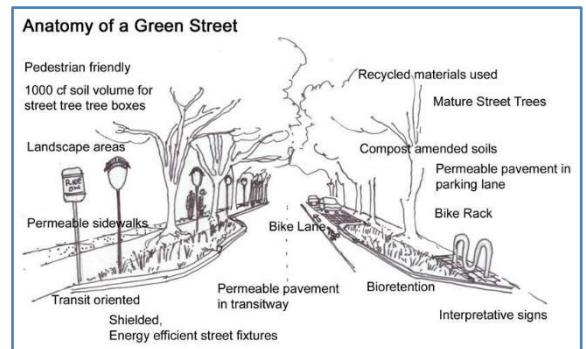 Anatomy of a Green Street
Pedestrian friendly
1000 cf soil volume for
street tree tree boxes
Landscape areas
RIDE
ON
Permeable sidewalks
Transit oriented
Shielded,
Energy efficient street fixtures
Permeable pavement
in transitway
Bike Lane
Recycled materials used
Mature Street Trees
Compost amended soils
Permeable pavement in
parking lane
Bike Rack
Bioretention
Interpretative signs